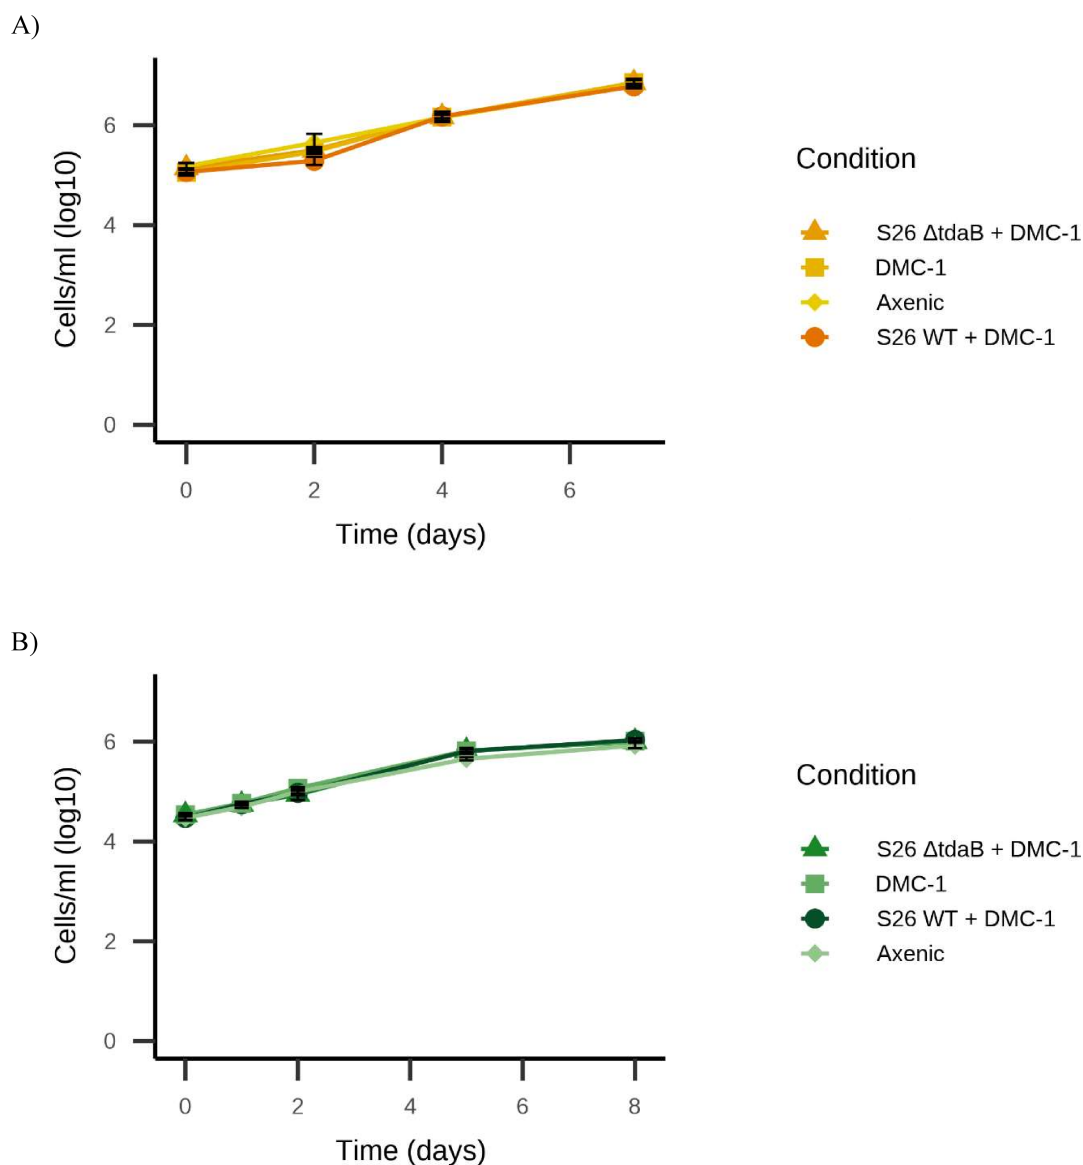 A)
Cells/ml (log10)
6
4
2
0
0 2 4 6
Time (days)
Condition
S26 ΔtdaB + DMC-1
DMC-1
Axenic
S26 WT + DMC-1
B)
Cells/ml (log10)
6
4
2
0
0 2 4 6 8
Time (days)
Condition
S26 ΔtdaB + DMC-1
DMC-1
S26 WT + DMC-1
Axenic